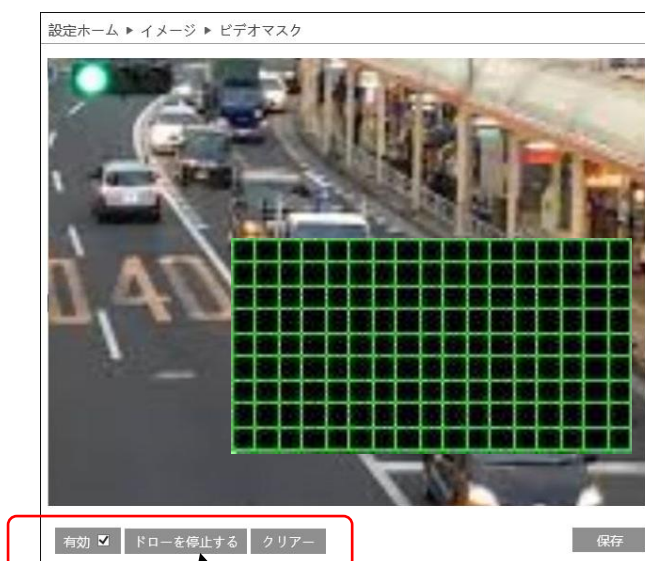 設定ホーム ▶ イメージ ▶ ビデオマスク
040
有効 ドローを停止する クリアー
保存